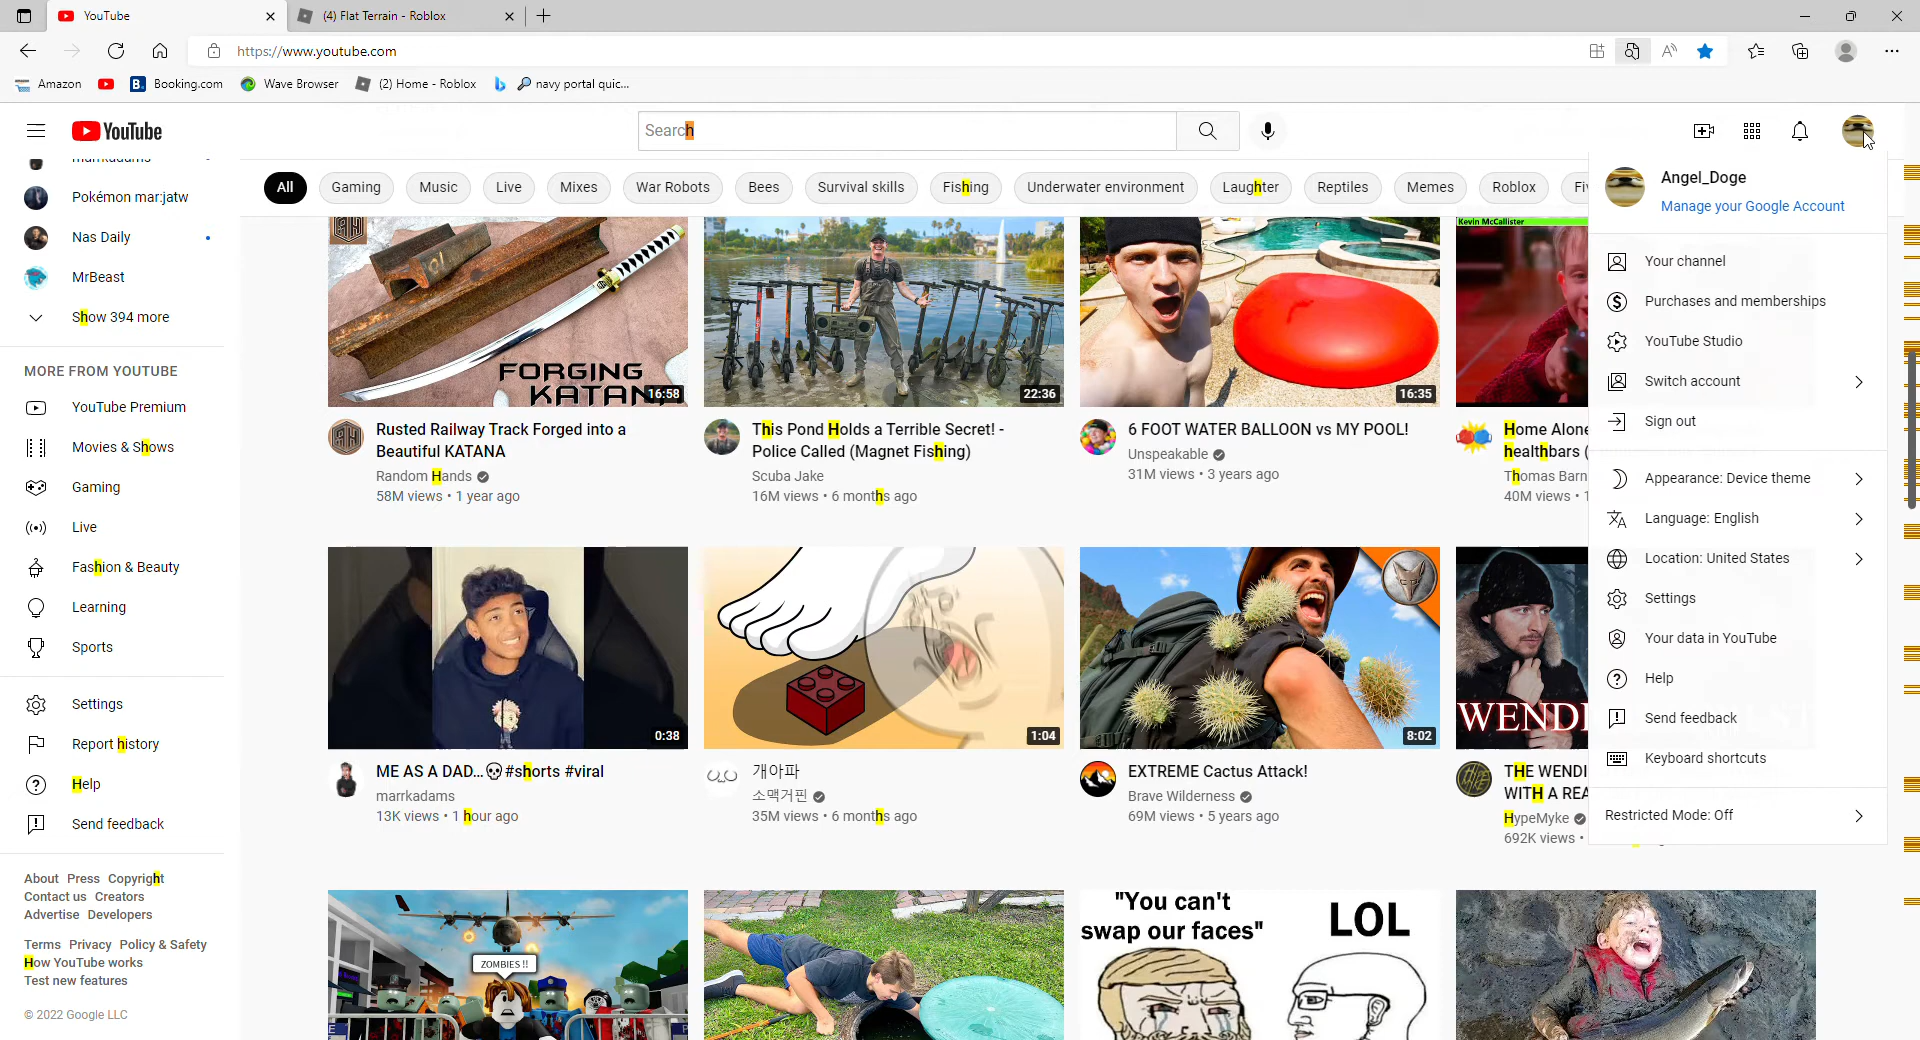 YouTube
(4) Flat Terrain - Roblox
https://www.youtube.com
Amazon
Booking.com
Wave Browser
(2) Home - Roblox
navy portal quic...
YouTube
Search
Pokémon mar:jatw
Nas Daily
MrBeast
Show 394 more
MORE FROM YOUTUBE
YouTube Premium
Movies & Shows
Gaming
Live
Fashion & Beauty
Learning
Sports
Settings
Report history
Help
Send feedback
About Press Copyright
Contact us Creators
Advertise Developers
Terms Privacy Policy & Safety
How YouTube works
Test new features
© 2022 Google LLC
All
Gaming
Music
Live
Mixes
War Robots
Bees
Survival skills
Fishing
Underwater environment
Laughter
Reptiles
Memes
Roblox
FORGING
KATANA
16:58
22:36
16:35
Kevin McCallister
Rusted Railway Track Forged into a
Beautiful KATANA
Random Hands
58M views • 1 year ago
This Pond Holds a Terrible Secret! -
Police Called (Magnet Fishing)
Scuba Jake
16M views • 6 months ago
6 FOOT WATER BALLOON vs MY POOL!
Unspeakable
31M views • 3 years ago
Home Alone
healthbars (
Thomas Barn
40M views •
0:38
1:04
8:02
WENDI
ME AS A DAD...💀#shorts #viral
marrkadams
13K views • 1 hour ago
개아파
소맥거핀
35M views • 6 months ago
EXTREME Cactus Attack!
Brave Wilderness
69M views • 5 years ago
THE WENDI
WITH A REA
HypeMyke
692K views •
ZOMBIES !!
"You can't
swap our faces"
LOL
Angel_Doge
Manage your Google Account
Your channel
Purchases and memberships
YouTube Studio
Switch account
Sign out
Appearance: Device theme
Language: English
Location: United States
Settings
Your data in YouTube
Help
Send feedback
Keyboard shortcuts
Restricted Mode: Off